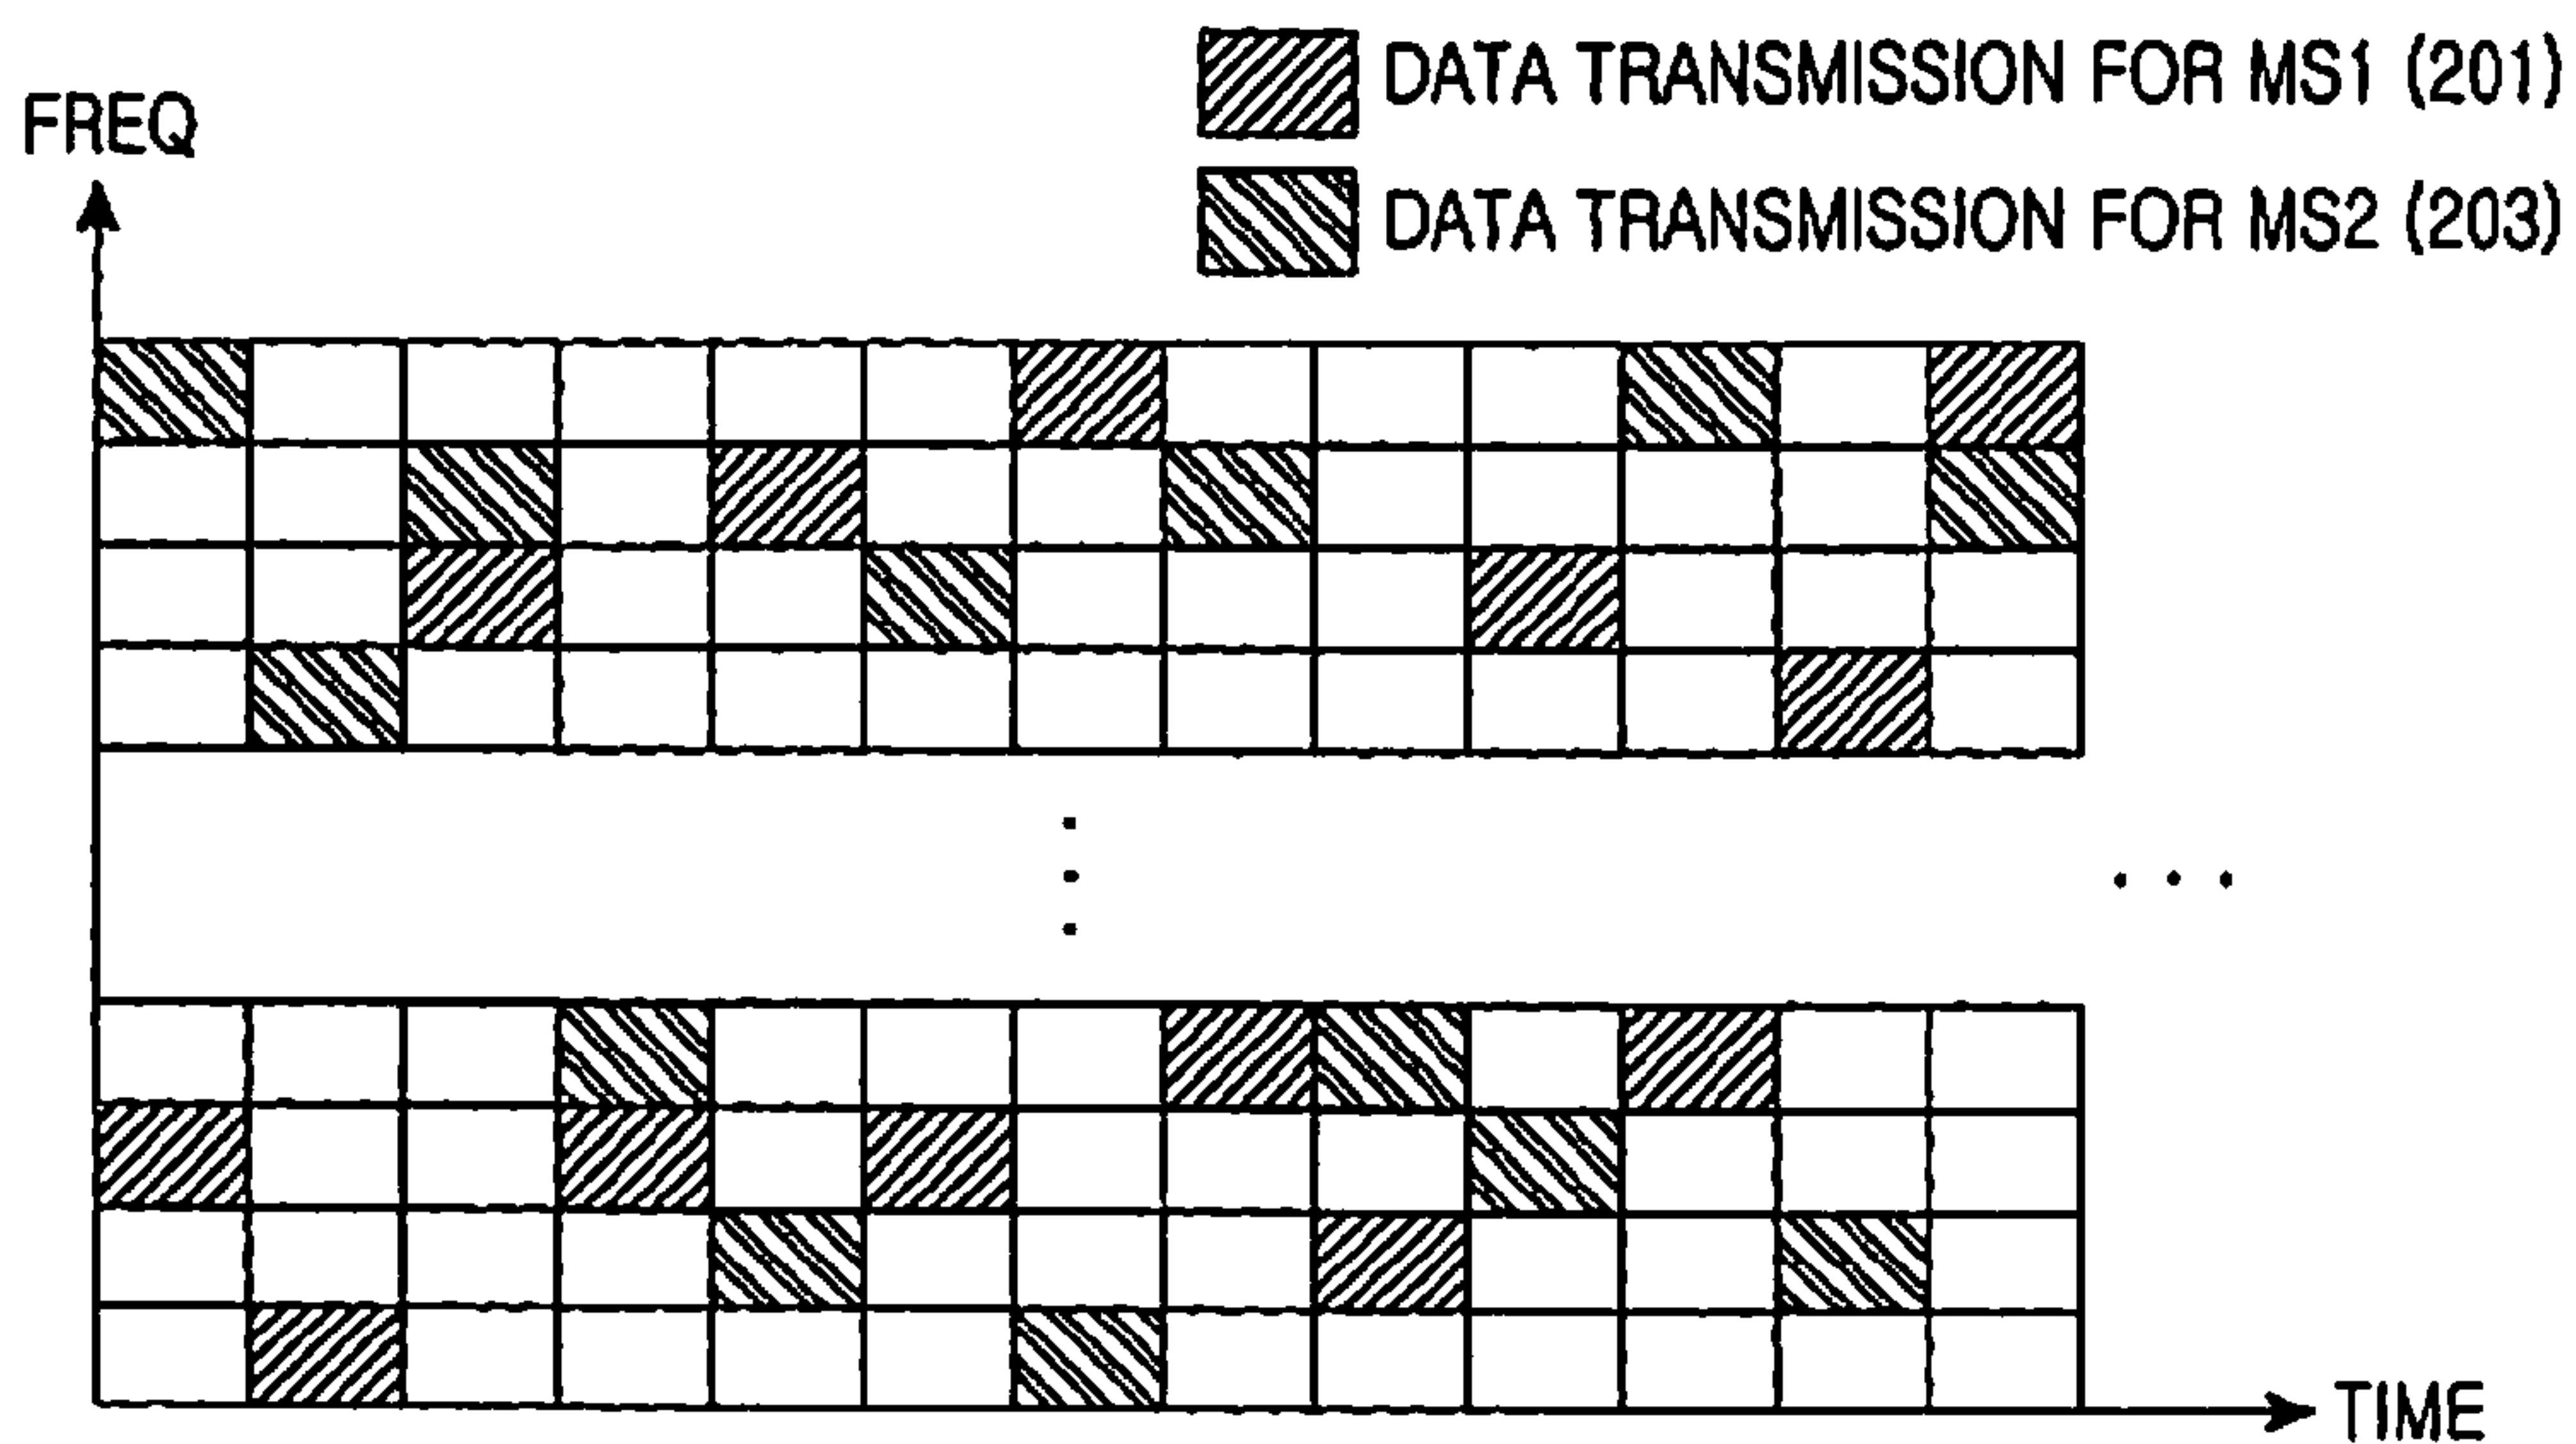 DATA TRANSMISSION FOR MS1 (201)
FREQ
DATA TRANSMISSION FOR MS2 (203)
TIME